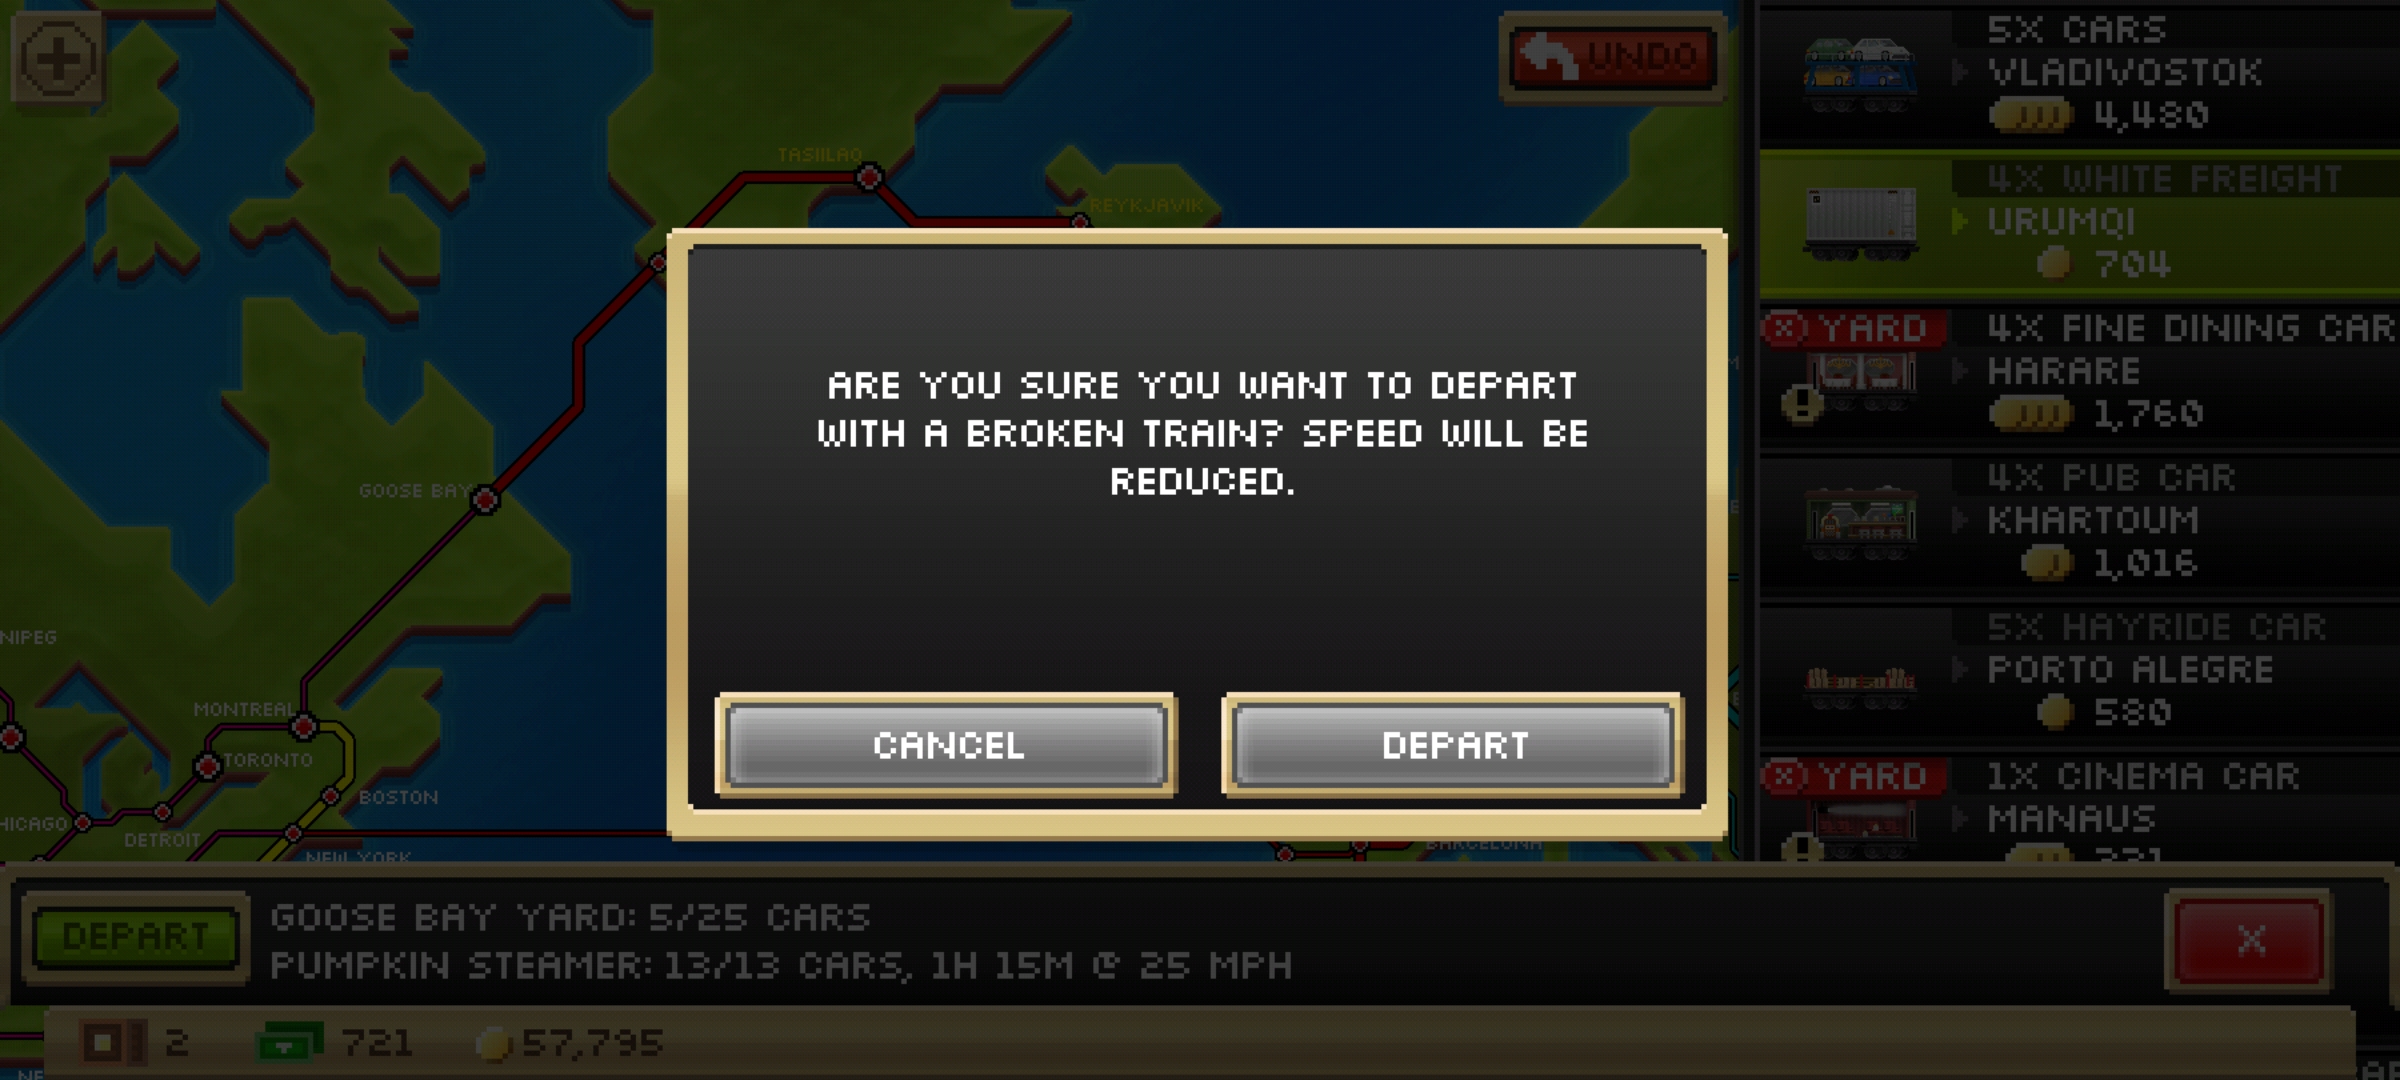 UNDO
5X CARS
VLADIVOSTOK
4,480
TASIILAQ
REYKJAVIK
4X WHITE FREIGHT
URUMQI
704
YARD
4X FINE DINING CAR
HARARE
1,760
ARE YOU SURE YOU WANT TO DEPART
WITH A BROKEN TRAIN? SPEED WILL BE
REDUCED.
GOOSE BAY
4X PUB CAR
KHARTOUM
1,016
NIPEG
5X HAYRIDE CAR
PORTO ALEGRE
580
MONTREAL
CANCEL
DEPART
TORONTO
YARD
1X CINEMA CAR
BOSTON
MANAUS
HICAGO
DETROIT
NEW YORK
BARCELONA
DEPART
GOOSE BAY YARD: 5/25 CARS
PUMPKIN STEAMER: 13/13 CARS, 1H 15M @ 25 MPH
X
2
721
57,795